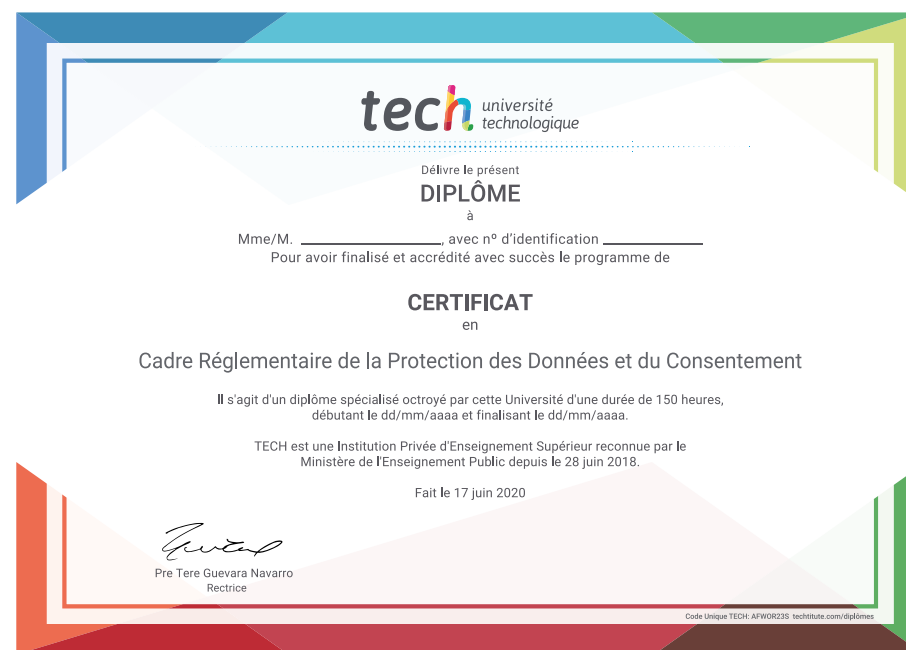 tech université
technologique
Délivre le présent
DIPLÔME
à
Mme/M. ____________________, avec nº d'identification ______________
Pour avoir finalisé et accrédité avec succès le programme de
CERTIFICAT
en
Cadre Réglementaire de la Protection des Données et du Consentement
Il s'agit d'un diplôme spécialisé octroyé par cette Université d'une durée de 150 heures,
débutant le dd/mm/aaaa et finalisant le dd/mm/aaaa.
TECH est une Institution Privée d'Enseignement Supérieur reconnue par le
Ministère de l'Enseignement Public depuis le 28 juin 2018.
Fait le 17 juin 2020
Pre Tere Guevara Navarro
Rectrice
Code Unique TECH: AFWOR23S techtitute.com/diplômes